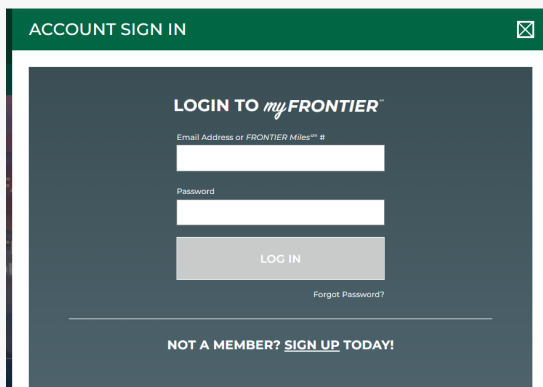 ACCOUNT SIGN IN
LOGIN TO myFRONTIER℠
Email Address or FRONTIER Miles℠ #
Password
LOG IN
Forgot Password?
NOT A MEMBER? SIGN UP TODAY!